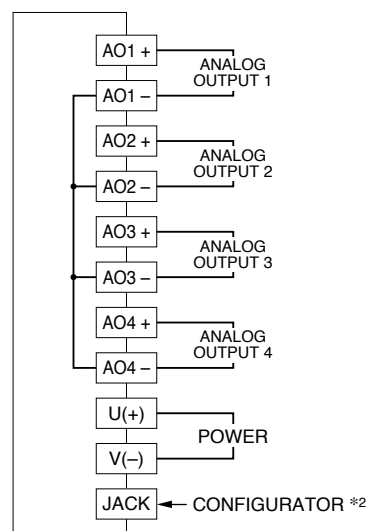 AO1 +
ANALOG
OUTPUT 1
AO1 –
AO2 +
ANALOG
OUTPUT 2
AO2 –
AO3 +
ANALOG
OUTPUT 3
AO3 –
AO4 +
ANALOG
OUTPUT 4
AO4 –
U(+)
POWER
V(–)
JACK
CONFIGURATOR *2